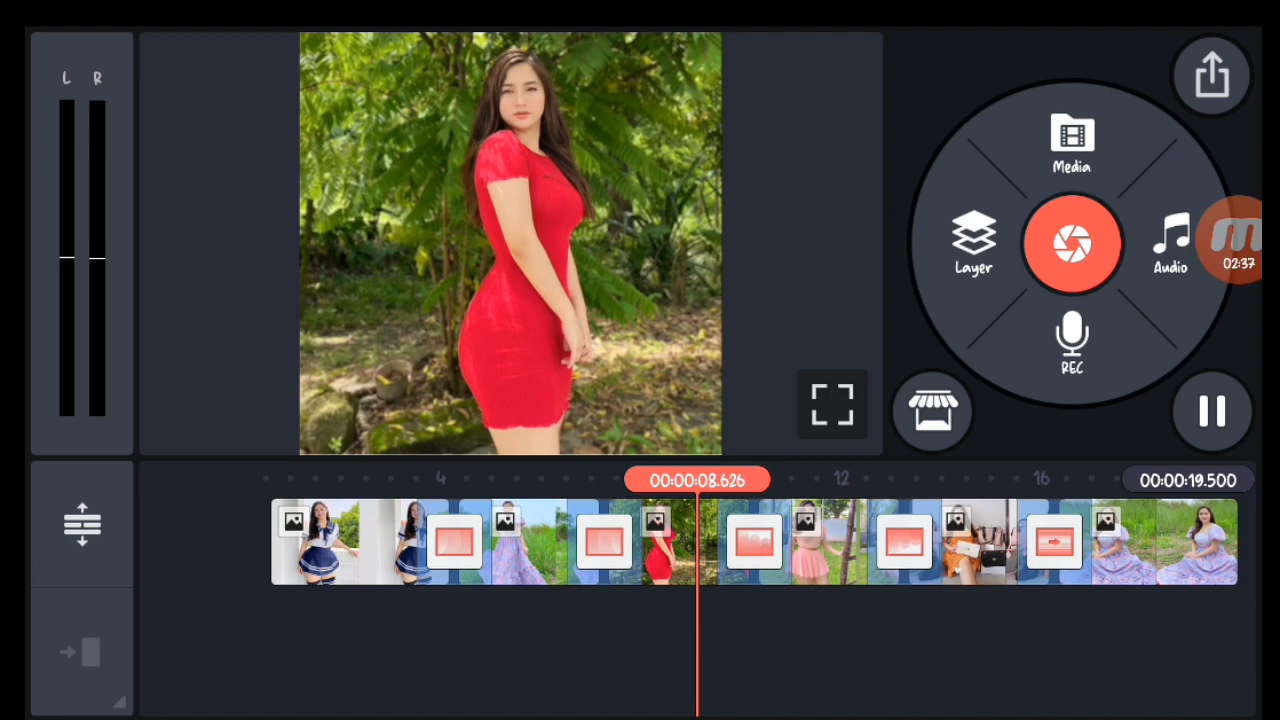 L R
Media
Layer
Audio
02:37
REC
4
00:00:08.626
12
16
00:00:19.500